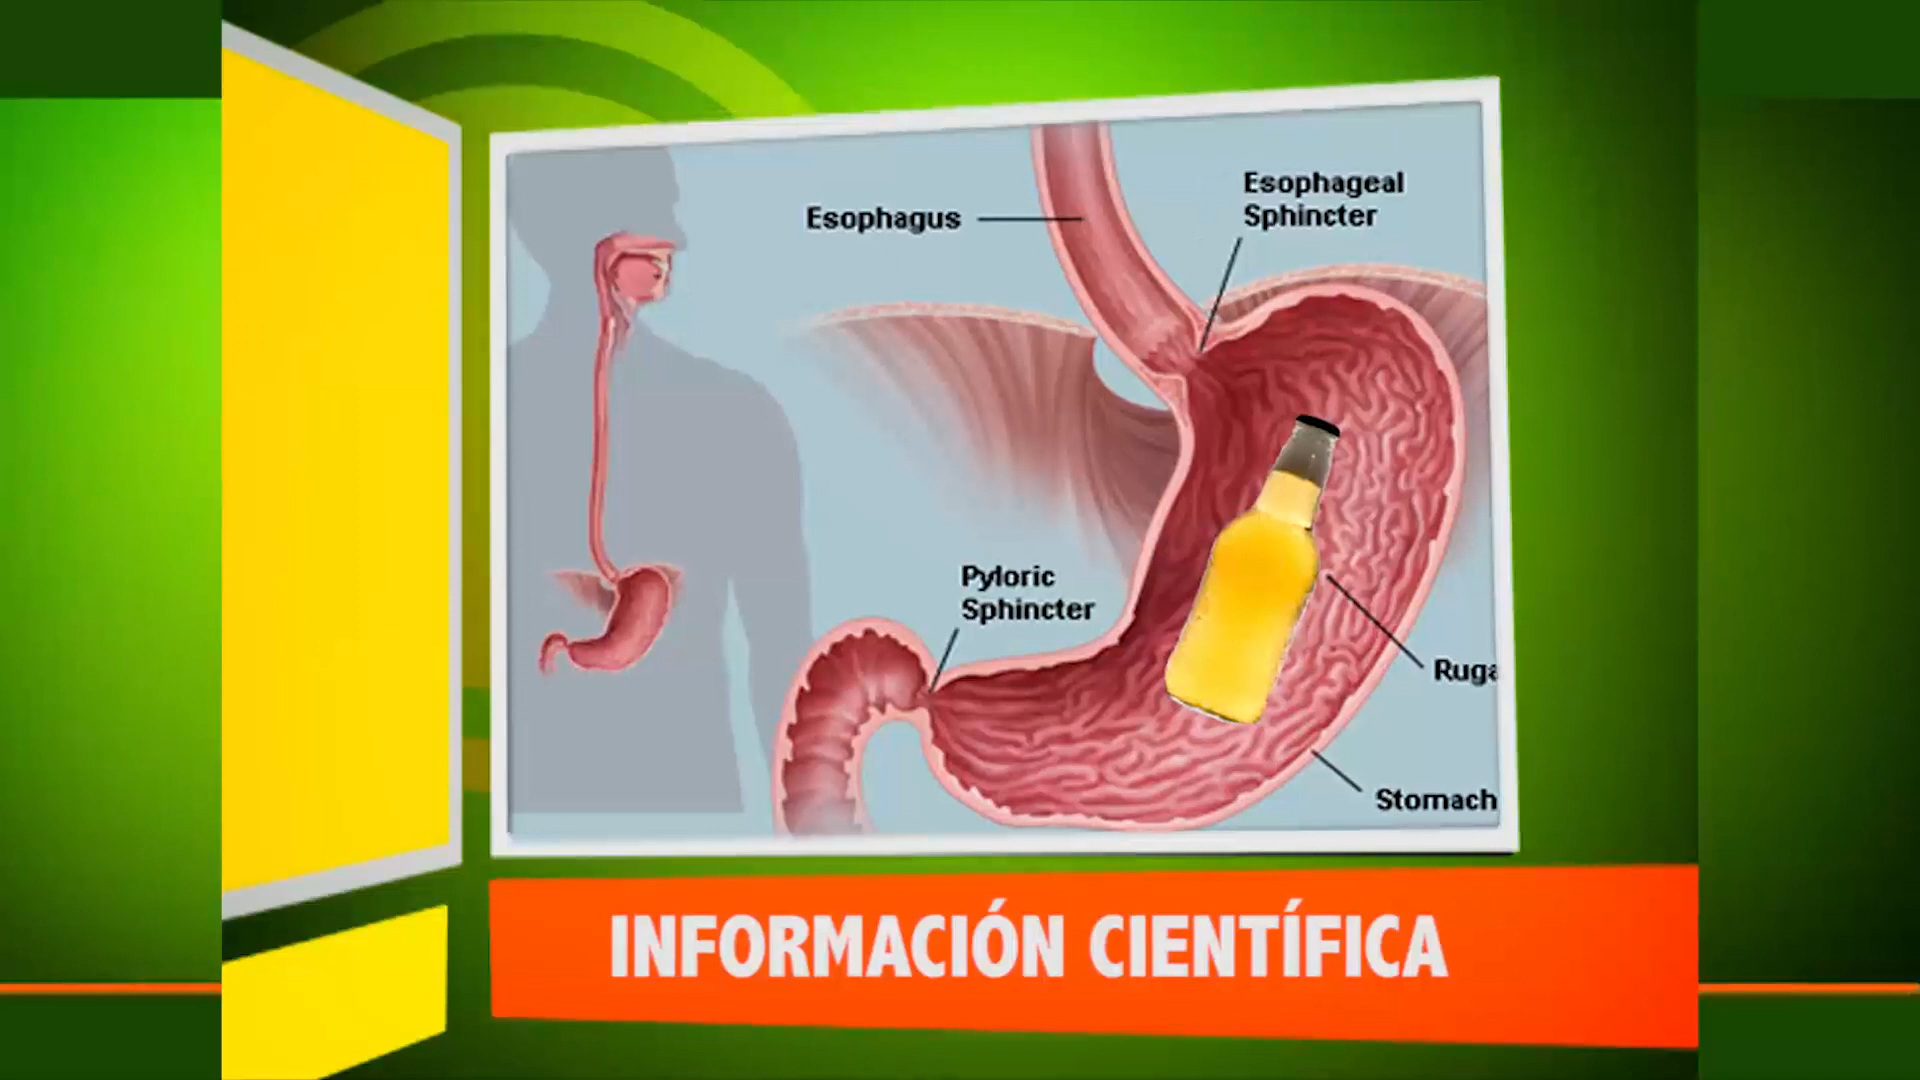 Esophagus
Esophageal
Sphincter
Pyloric
Sphincter
Stomach
INFORMACIÓN CIENTÍFICA